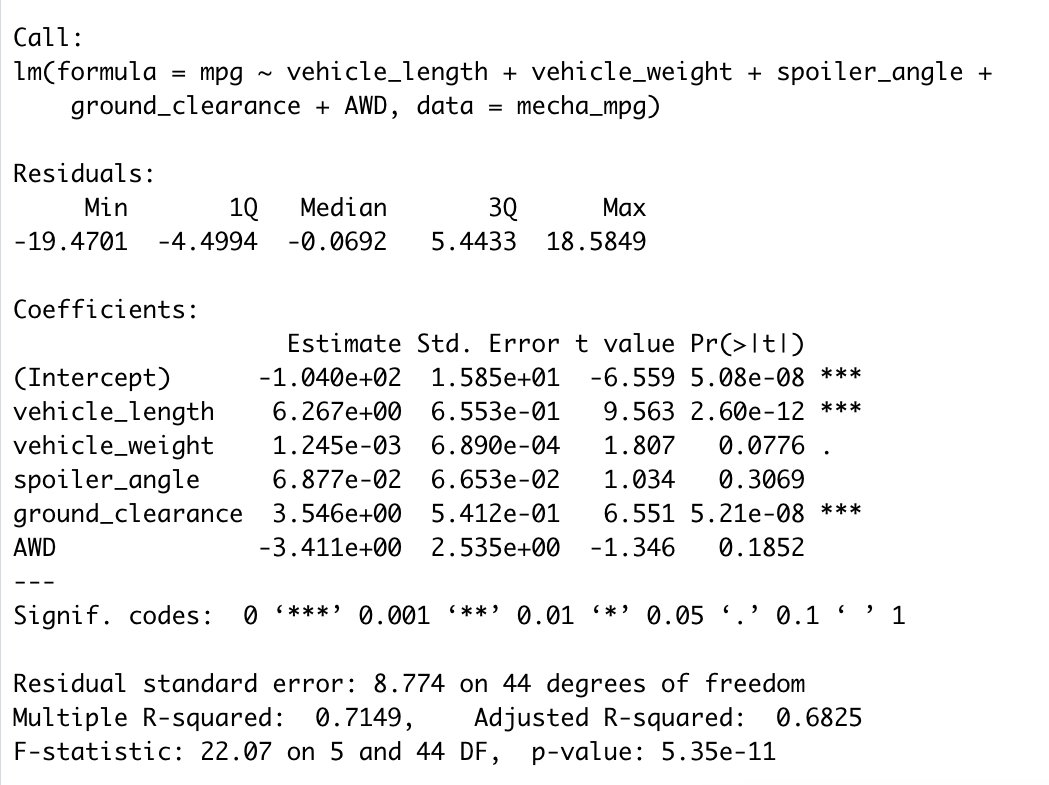 Call:
lm(formula = mpg ~ vehicle_length + vehicle_weight + spoiler_angle +
    ground_clearance + AWD, data = mecha_mpg)

Residuals:
     Min       1Q   Median       3Q      Max
-19.4701  -4.4994  -0.0692   5.4433  18.5849

Coefficients:
                   Estimate Std. Error t value Pr(>|t|)
(Intercept)      -1.040e+02  1.585e+01  -6.559 5.08e-08 ***
vehicle_length    6.267e+00  6.553e-01   9.563 2.60e-12 ***
vehicle_weight    1.245e-03  6.890e-04   1.807   0.0776 .
spoiler_angle     6.877e-02  6.653e-02   1.034   0.3069
ground_clearance  3.546e+00  5.412e-01   6.551 5.21e-08 ***
AWD              -3.411e+00  2.535e+00  -1.346   0.1852
---
Signif. codes:  0 ‘***’ 0.001 ‘**’ 0.01 ‘*’ 0.05 ‘.’ 0.1 ‘ ’ 1

Residual standard error: 8.774 on 44 degrees of freedom
Multiple R-squared:  0.7149,    Adjusted R-squared:  0.6825
F-statistic: 22.07 on 5 and 44 DF,  p-value: 5.35e-11